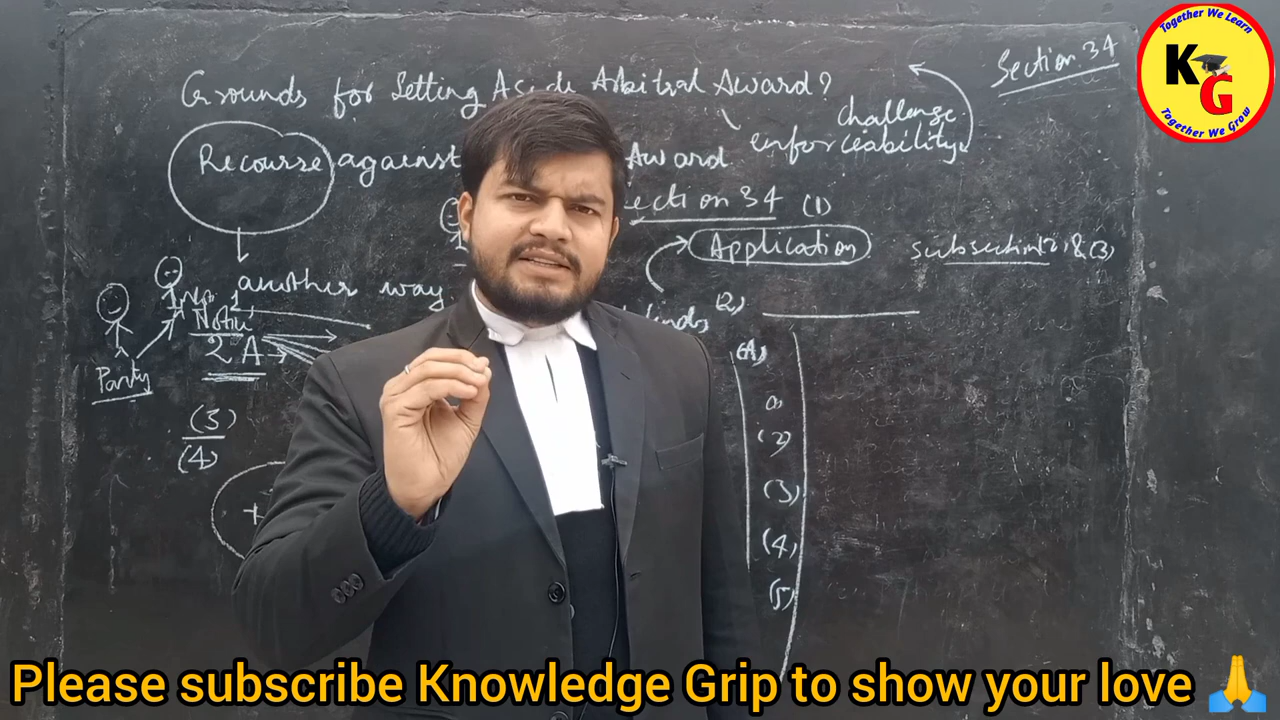 Section 34
Together We Learn
KG
Together We Grow
Grounds for Setting Aside Arbitral Award?
challenge
enforceability
Recourse against Award
Section 34 (1)
Application
subsection (2) & (3)
another way
(2)
Notice
2 A
Party
(3)
(4)
(A)
(2)
(3)
(4)
(5)
Please subscribe Knowledge Grip to show your love 🙏